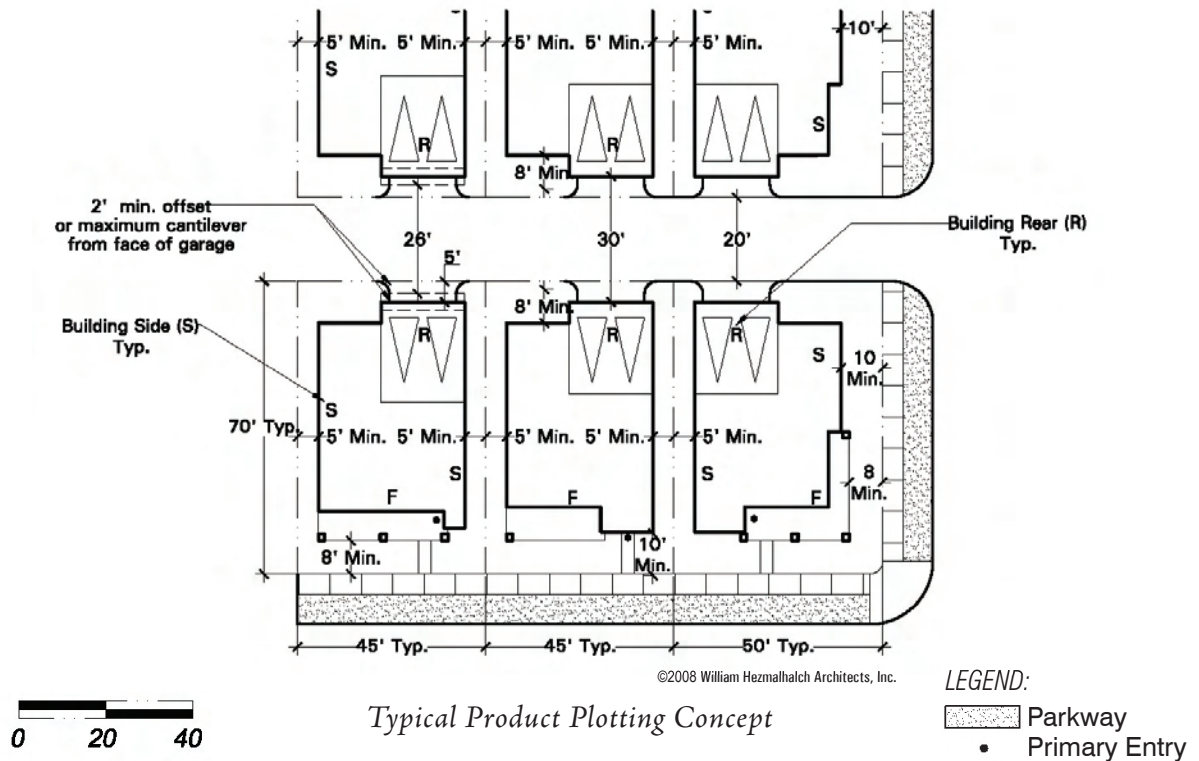 5' Min. 5' Min. 5' Min. 5' Min. 5' Min. 10'
S
S
R R R
8' Min.
2' min. offset
or maximum cantilever
from face of garage
26' 30' 20'
Building Rear (R)
Typ.
5'
8' Min.
Building Side (S)
Typ.
R R R
S
10
Min.
S
70' Typ.
5' Min. 5' Min. 5' Min. 5' Min. 5' Min.
S S
8
Min.
F F F
8' Min.
10'
Min.
45' Typ. 45' Typ. 50' Typ.
©2008 William Hezmalhalch Architects, Inc.
LEGEND:
Parkway
Primary Entry
Typical Product Plotting Concept
0 20 40